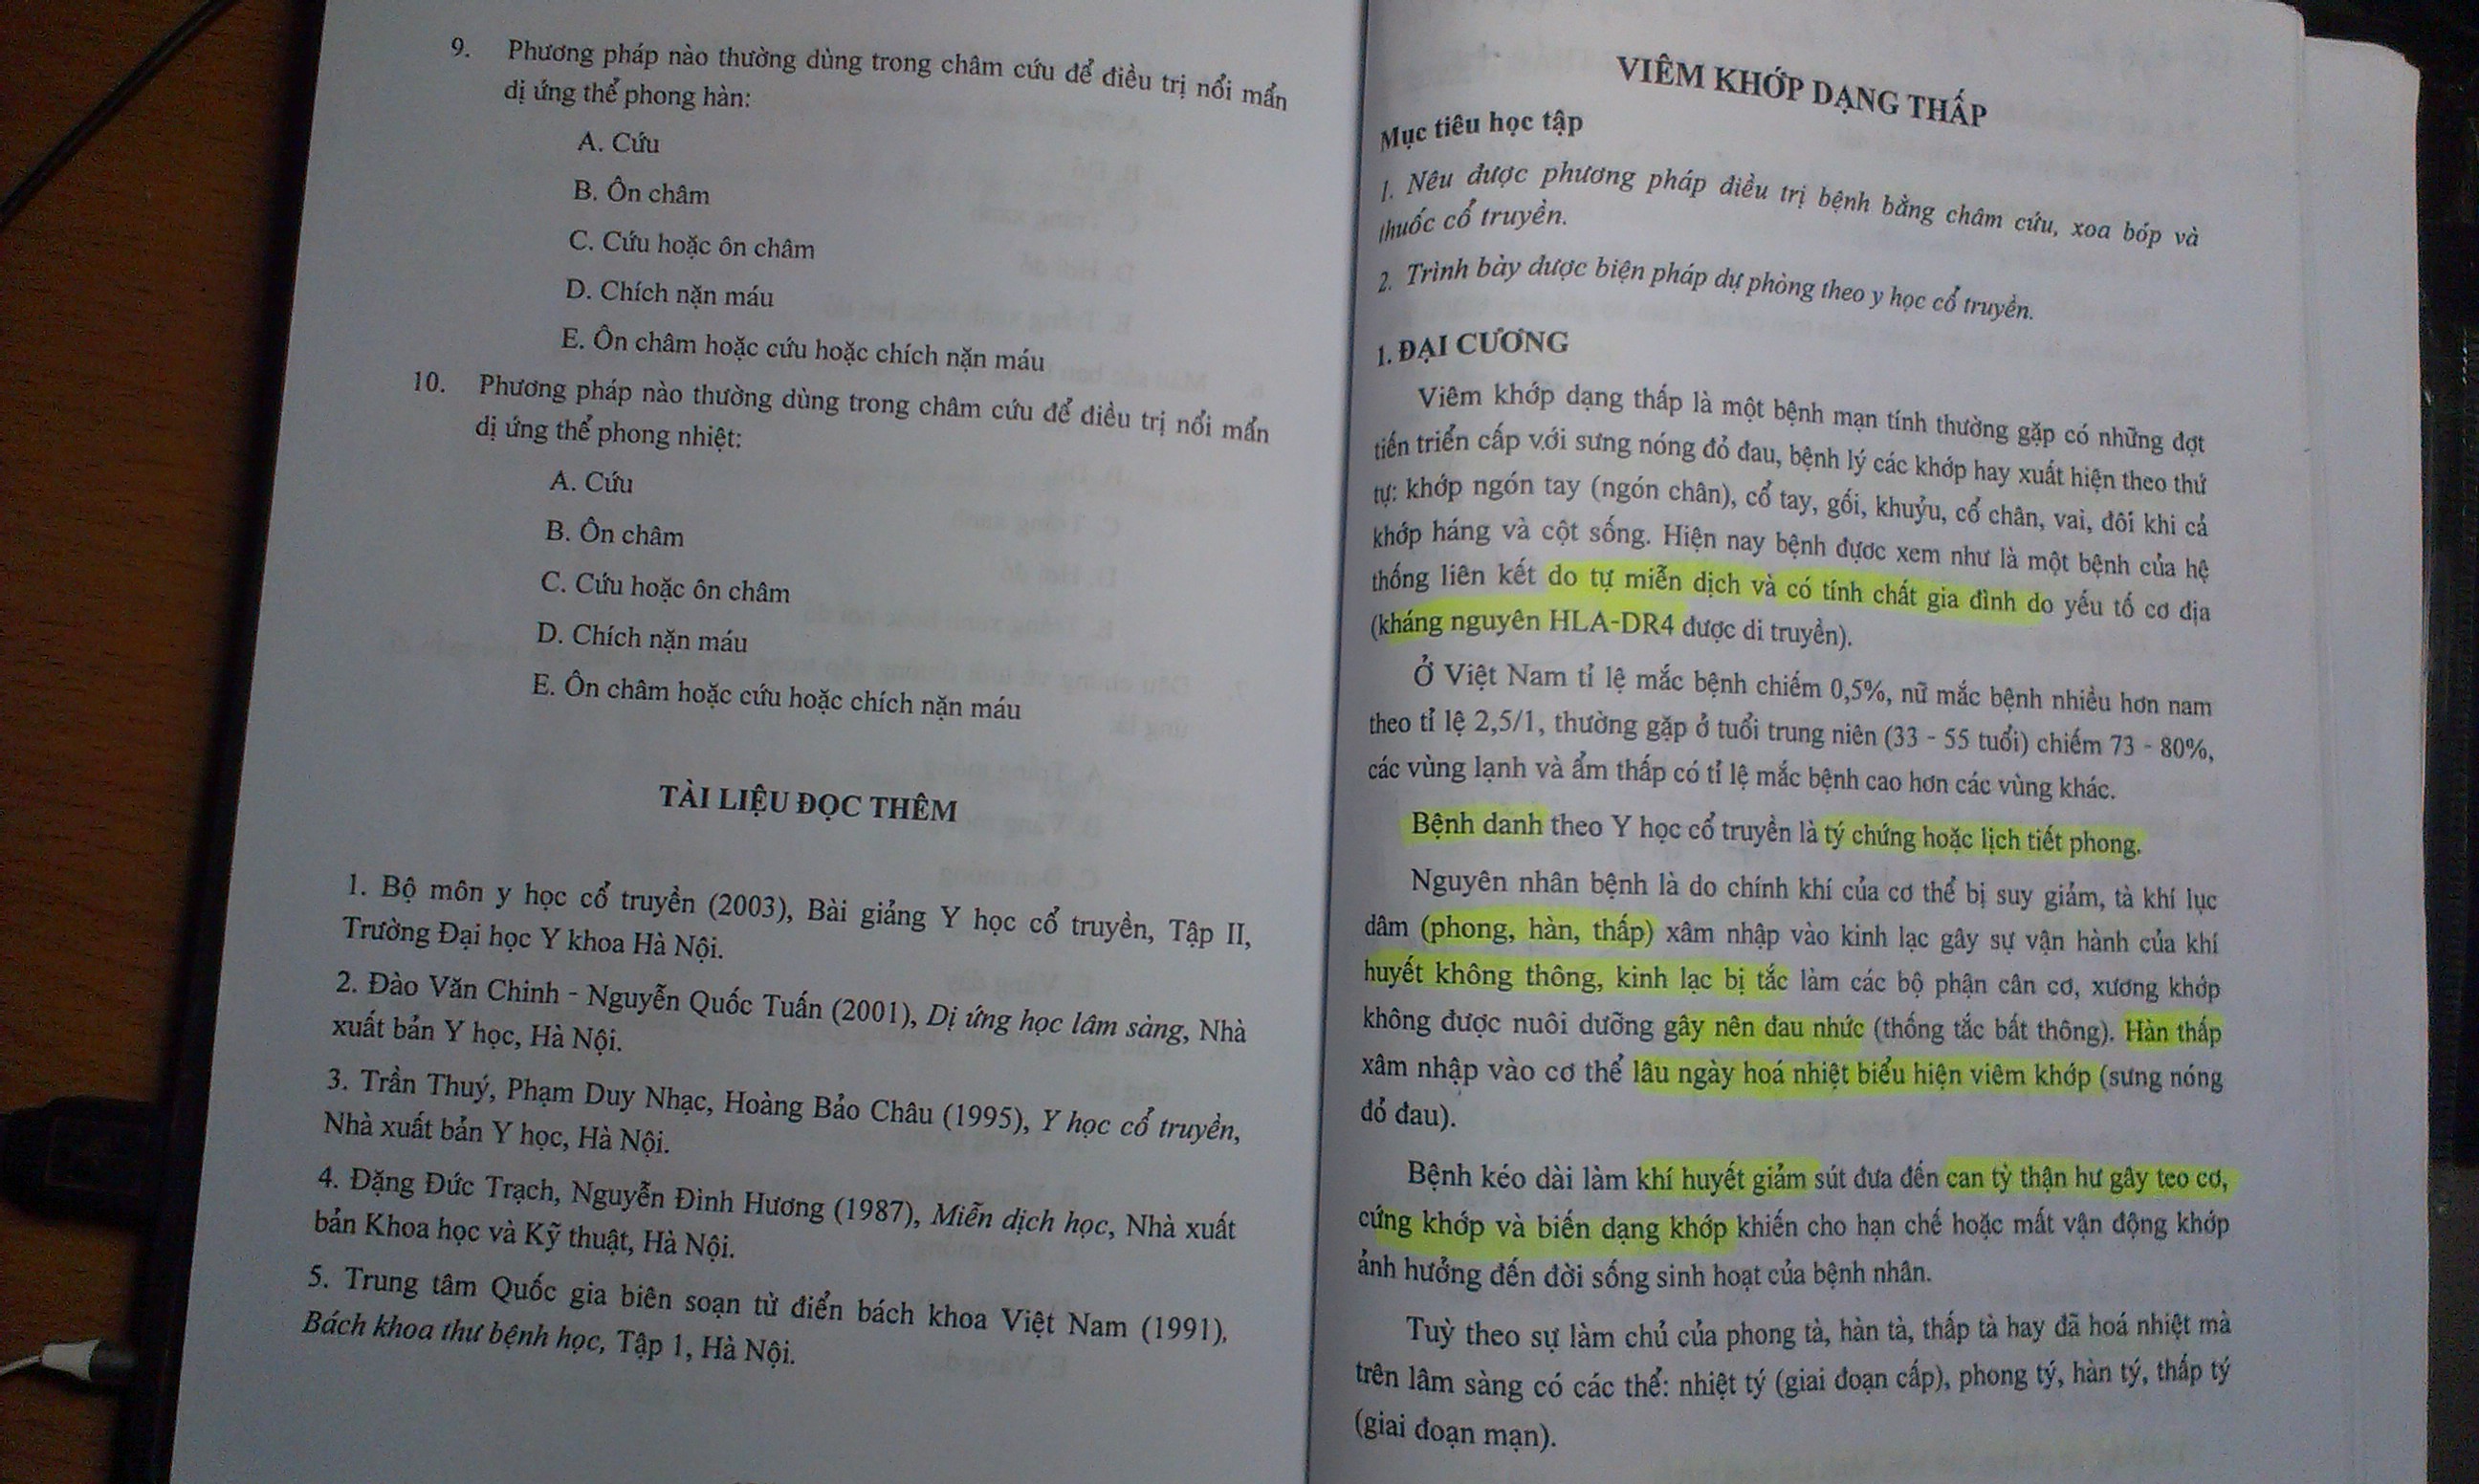 9. Phương pháp nào thường dùng trong châm cứu để điều trị nổi mẩn
dị ứng thể phong hàn:
A. Cứu
B. Ôn châm
C. Cứu hoặc ôn châm
D. Chích nặn máu
E. Ôn châm hoặc cứu hoặc chích nặn máu
10. Phương pháp nào thường dùng trong châm cứu để điều trị nổi mẩn
dị ứng thể phong nhiệt:
A. Cứu
B. Ôn châm
C. Cứu hoặc ôn châm
D. Chích nặn máu
E. Ôn châm hoặc cứu hoặc chích nặn máu
TÀI LIỆU ĐỌC THÊM
1. Bộ môn y học cổ truyền (2003), Bài giảng Y học cổ truyền, Tập II,
Trường Đại học Y khoa Hà Nội.
2. Đào Văn Chinh - Nguyễn Quốc Tuấn (2001), Dị ứng học lâm sàng, Nhà
xuất bản Y học, Hà Nội.
3. Trần Thuý, Phạm Duy Nhạc, Hoàng Bảo Châu (1995), Y học cổ truyền,
Nhà xuất bản Y học, Hà Nội.
4. Đặng Đức Trạch, Nguyễn Đình Hương (1987), Miễn dịch học, Nhà xuất
bản Khoa học và Kỹ thuật, Hà Nội.
5. Trung tâm Quốc gia biên soạn từ điển bách khoa Việt Nam (1991),
Bách khoa thư bệnh học, Tập 1, Hà Nội.
VIÊM KHỚP DẠNG THẤP
Mục tiêu học tập
1. Nêu được phương pháp điều trị bệnh bằng châm cứu, xoa bóp và
thuốc cổ truyền.
2. Trình bày được biện pháp dự phòng theo y học cổ truyền.
1. ĐẠI CƯƠNG
Viêm khớp dạng thấp là một bệnh mạn tính thường gặp có những đợt
tiến triển cấp với sưng nóng đỏ đau, bệnh lý các khớp hay xuất hiện theo thứ
tự: khớp ngón tay (ngón chân), cổ tay, gối, khuỷu, cổ chân, vai, đôi khi cả
khớp háng và cột sống. Hiện nay bệnh được xem như là một bệnh của hệ
thống liên kết do tự miễn dịch và có tính chất gia đình do yếu tố cơ địa
(kháng nguyên HLA-DR4 được di truyền).
Ở Việt Nam tỉ lệ mắc bệnh chiếm 0,5%, nữ mắc bệnh nhiều hơn nam
theo tỉ lệ 2,5/1, thường gặp ở tuổi trung niên (33 - 55 tuổi) chiếm 73 - 80%,
các vùng lạnh và ẩm thấp có tỉ lệ mắc bệnh cao hơn các vùng khác.
Bệnh danh theo Y học cổ truyền là tý chứng hoặc lịch tiết phong.
Nguyên nhân bệnh là do chính khí của cơ thể bị suy giảm, tà khí lục
dâm (phong, hàn, thấp) xâm nhập vào kinh lạc gây sự vận hành của khí
huyết không thông, kinh lạc bị tắc làm các bộ phận cân cơ, xương khớp
không được nuôi dưỡng gây nên đau nhức (thống tắc bất thông). Hàn thấp
xâm nhập vào cơ thể lâu ngày hoá nhiệt biểu hiện viêm khớp (sưng nóng
đỏ đau).
Bệnh kéo dài làm khí huyết giảm sút đưa đến can tỳ thận hư gây teo cơ,
cứng khớp và biến dạng khớp khiến cho hạn chế hoặc mất vận động khớp
ảnh hưởng đến đời sống sinh hoạt của bệnh nhân.
Tuỳ theo sự làm chủ của phong tà, hàn tà, thấp tà hay đã hoá nhiệt mà
trên lâm sàng có các thể: nhiệt tý (giai đoạn cấp), phong tý, hàn tý, thấp tý
(giai đoạn mạn).